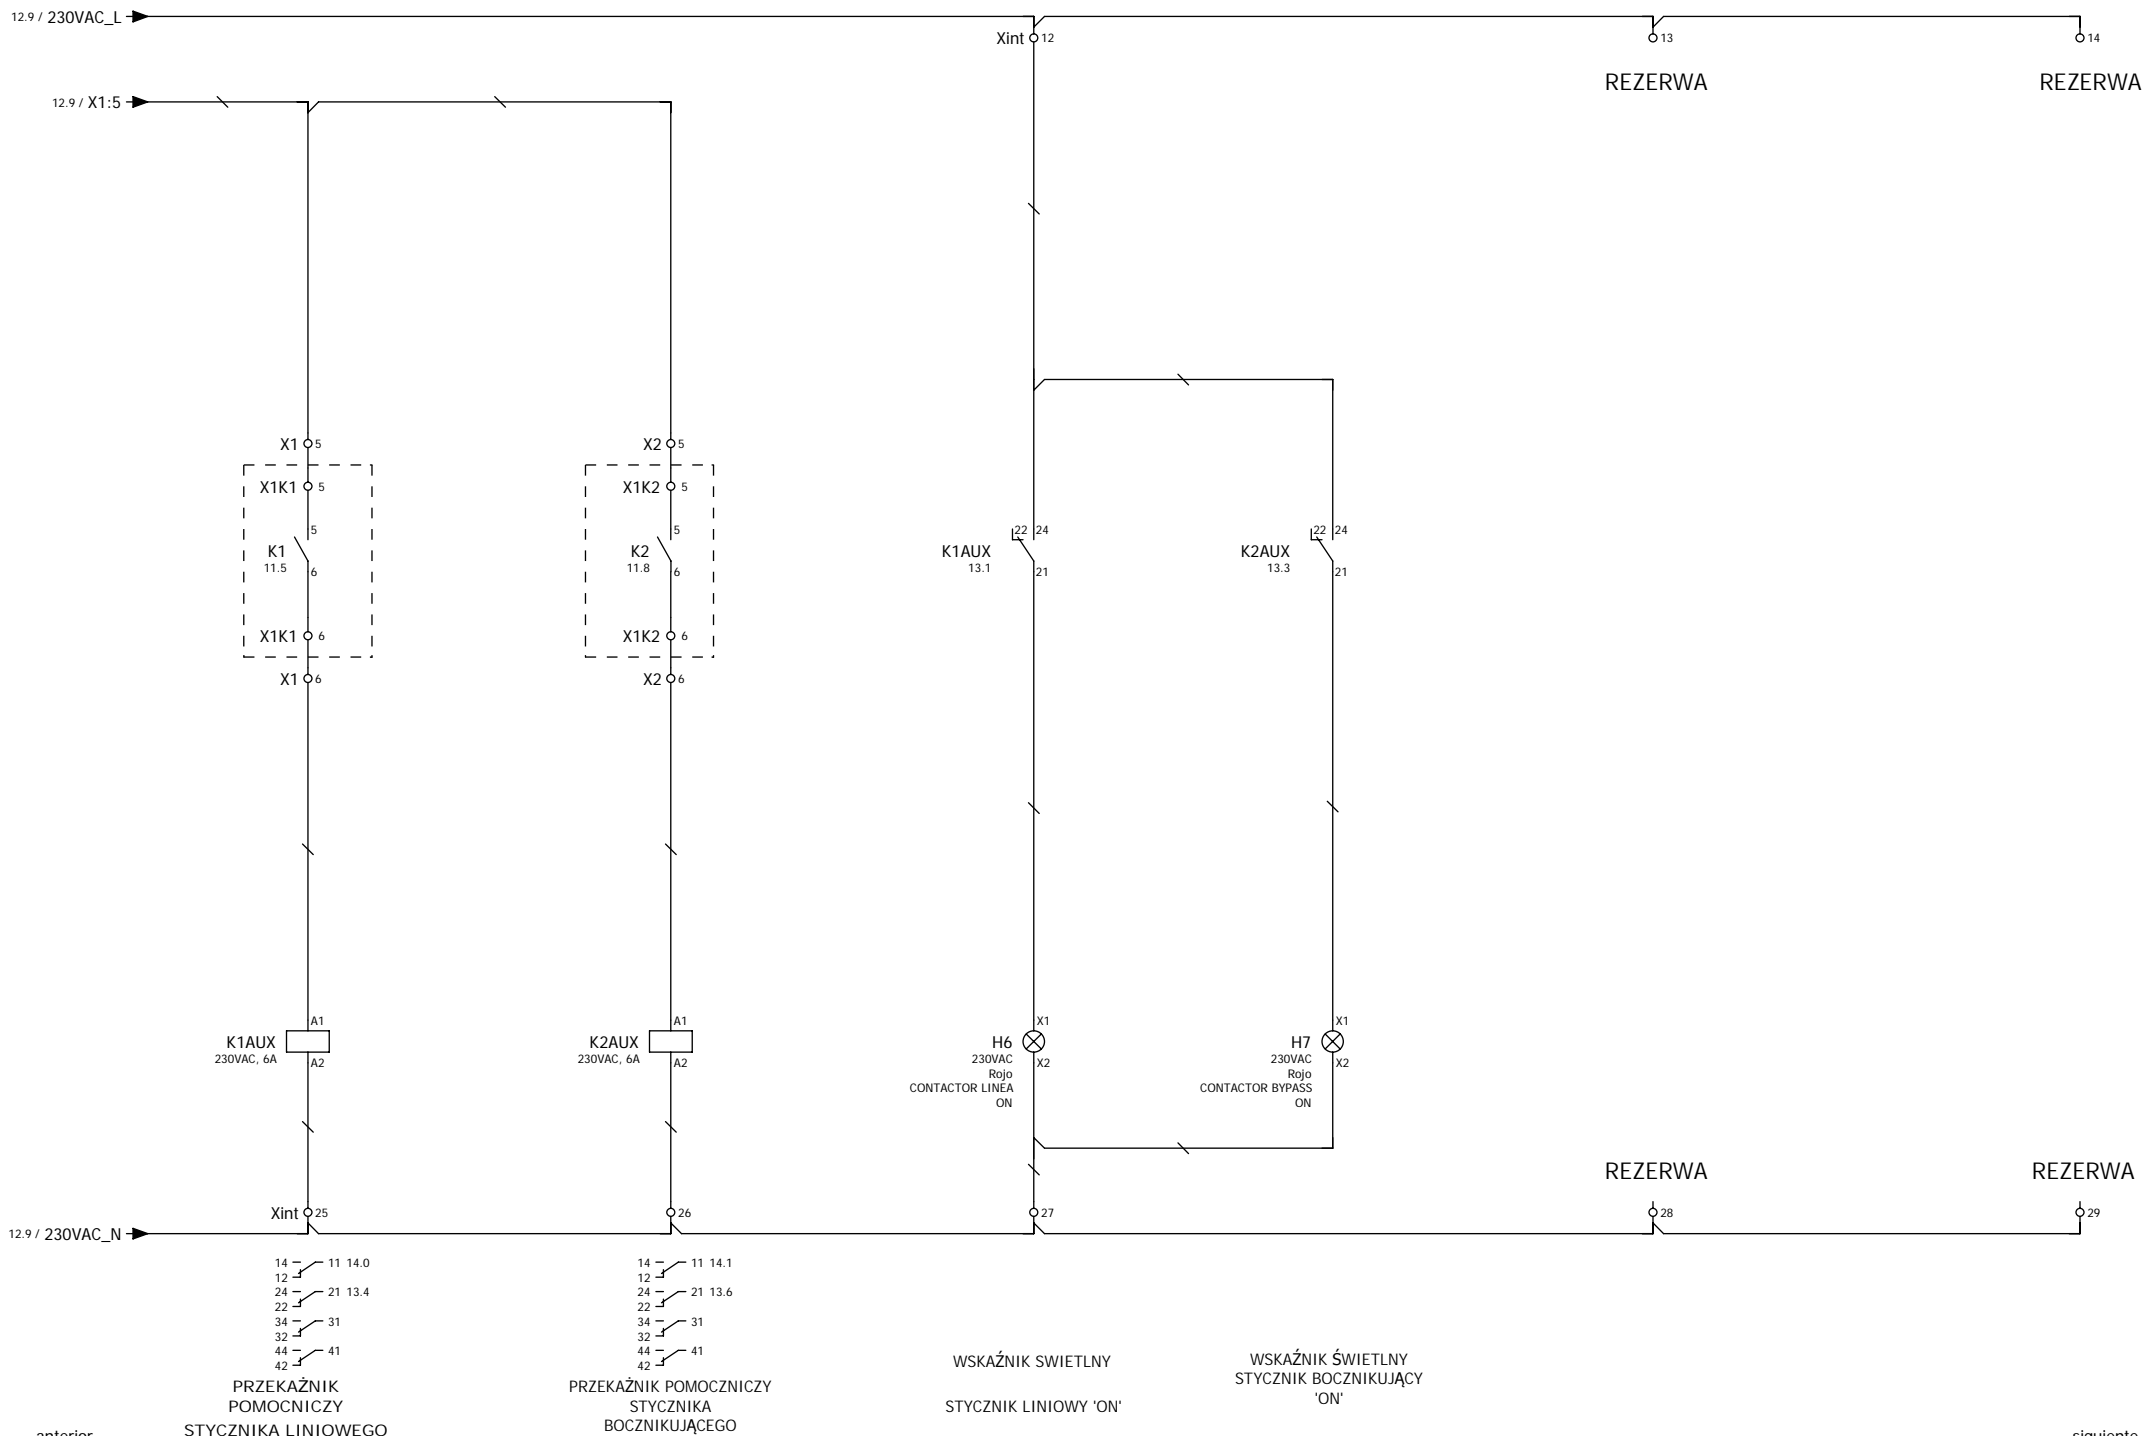 12.9 / 230VAC_L
Xint 12
13
14
REZERWA
REZERWA
12.9 / X1:5
X1 5
X2 5
X1K1 5
X1K2 5
5
5
22 24
22 24
K1
K2
K1AUX
K2AUX
11.5
11.8
13.1
13.3
6
6
21
21
X1K1 6
X1K2 6
X1 6
X2 6
A1
A1
X1
X1
K1AUX
K2AUX
H6
H7
230VAC, 6A
230VAC, 6A
230VAC
230VAC
A2
A2
X2
X2
Rojo
Rojo
CONTACTOR LINEA
CONTACTOR BYPASS
ON
ON
REZERWA
REZERWA
Xint 25
26
27
28
29
12.9 / 230VAC_N
14 11 14.0
12
24 21 13.4
22
34 31
32
44 41
42
14 11 14.1
12
24 21 13.6
22
34 31
32
44 41
42
PRZEKAŻNIK
POMOCNICZY
STYCZNIKA LINIOWEGO
PRZEKAŻNIK POMOCZNICZY
STYCZNIKA
BOCZNIKUJĄCEGO
WSKAŹNIK SWIETLNY
STYCZNIK LINIOWY 'ON'
WSKAŹNIK ŚWIETLNY
STYCZNIK BOCZNIKUJĄCY
'ON'
anterior
siguiente